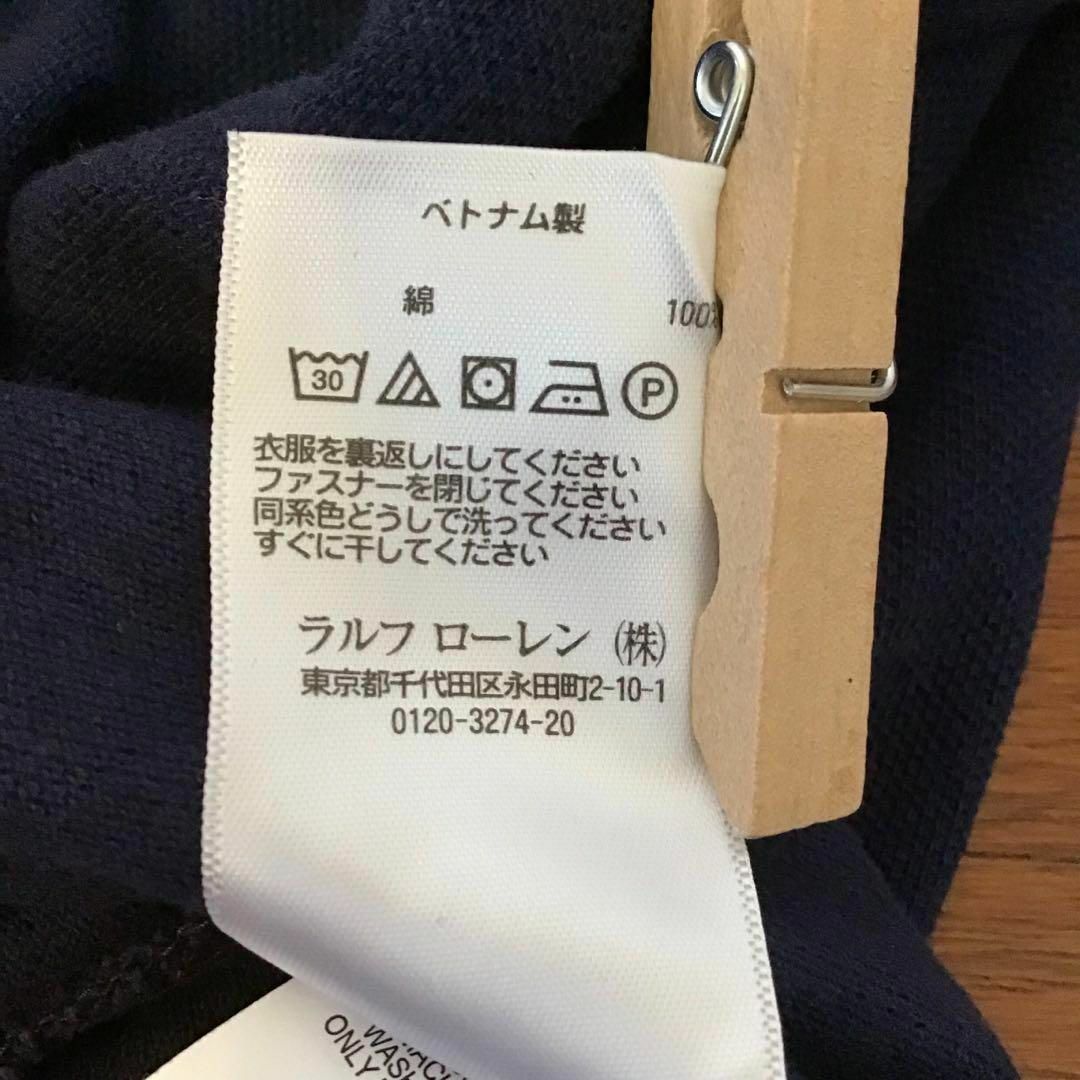 ベトナム製
綿 100%
30 P
衣服を裏返しにしてください
ファスナーを閉じてください
同系色どうしで洗ってください
すぐに干してください
ラルフ ローレン (株)
東京都千代田区永田町2-10-1
0120-3274-20
WASH
ONLY